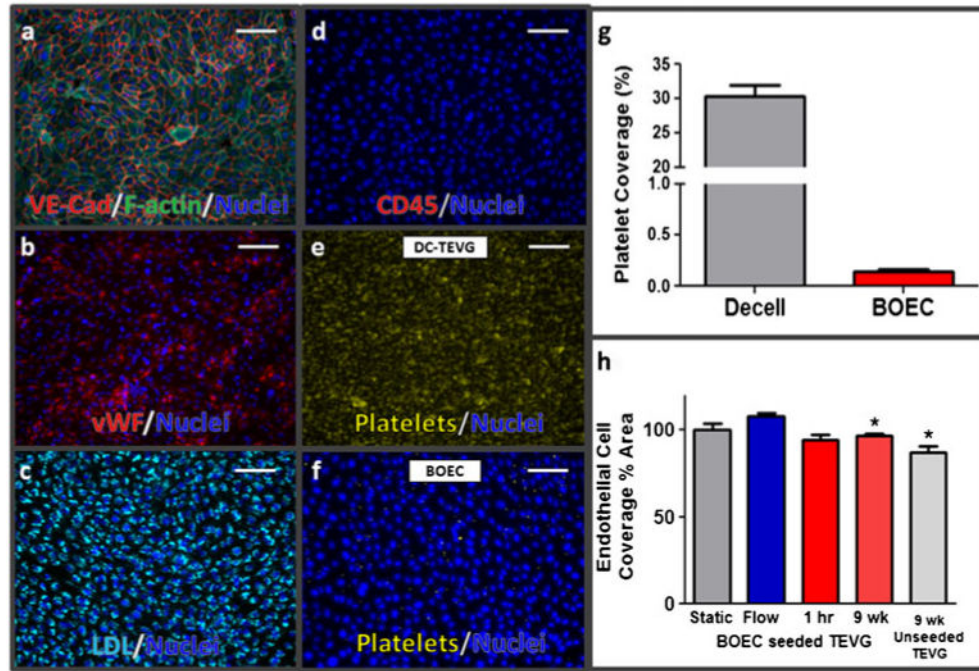 a
VE-Cad/F-actin/Nuclei
b
vWF/Nuclei
c
LDL/Nuclei
d
CD45/Nuclei
e
DC-TEVG
Platelets/Nuclei
f
BOEC
Platelets/Nuclei
g
Platelet Coverage (%)
35
30
25
20
1.0
0.5
0.0
Decell BOEC
h
Endothelial Cell
Coverage % Area
100
50
0
* *
Static Flow 1 hr 9 wk 9 wk
BOEC seeded TEVG Unseeded
TEVG